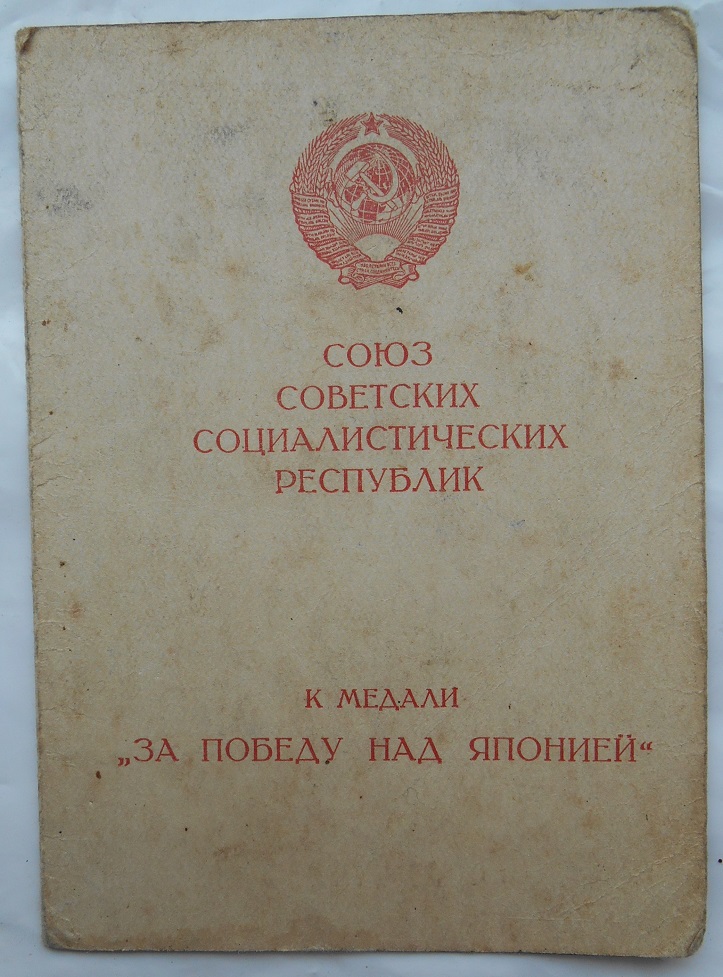 СОЮЗ
СОВЕТСКИХ
СОЦИАЛИСТИЧЕСКИХ
РЕСПУБЛИК
К МЕДАЛИ
„ЗА ПОБЕДУ НАД ЯПОНИЕЙ“